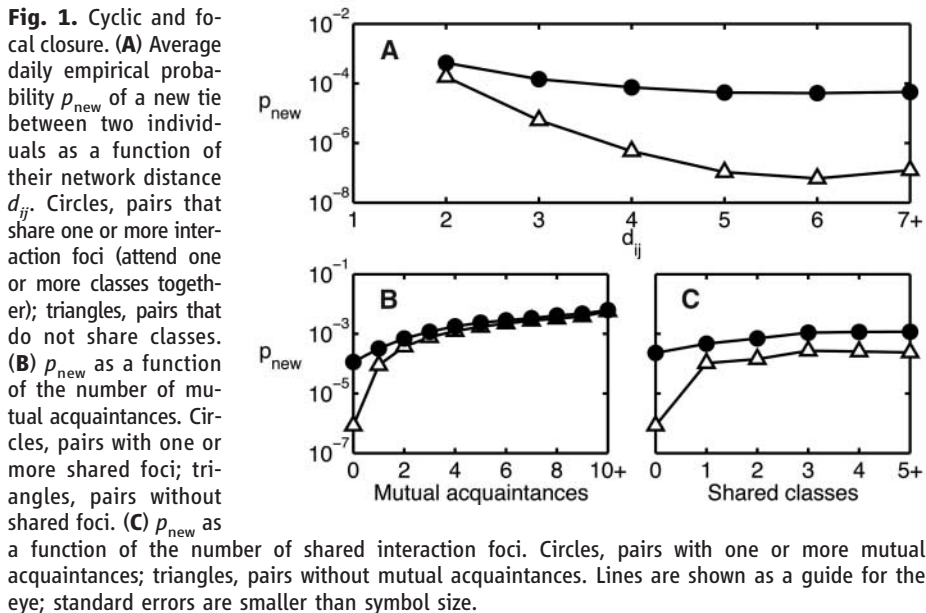 Fig. 1. Cyclic and fo-
cal closure. (A) Average
daily empirical proba-
bility p_new of a new tie
between two individ-
uals as a function of
their network distance
d_ij. Circles, pairs that
share one or more inter-
action foci (attend one
or more classes togeth-
er); triangles, pairs that
do not share classes.
(B) p_new as a function
of the number of mu-
tual acquaintances. Cir-
cles, pairs with one or
more shared foci; tri-
angles, pairs without
shared foci. (C) p_new as
a function of the number of shared interaction foci. Circles, pairs with one or more mutual
acquaintances; triangles, pairs without mutual acquaintances. Lines are shown as a guide for the
eye; standard errors are smaller than symbol size.
A
p_new
10^-2
10^-4
10^-6
10^-8
1 2 3 4 5 6 7+
d_ij
B
p_new
10^-1
10^-3
10^-5
10^-7
0 2 4 6 8 10+
Mutual acquaintances
C
0 1 2 3 4 5+
Shared classes